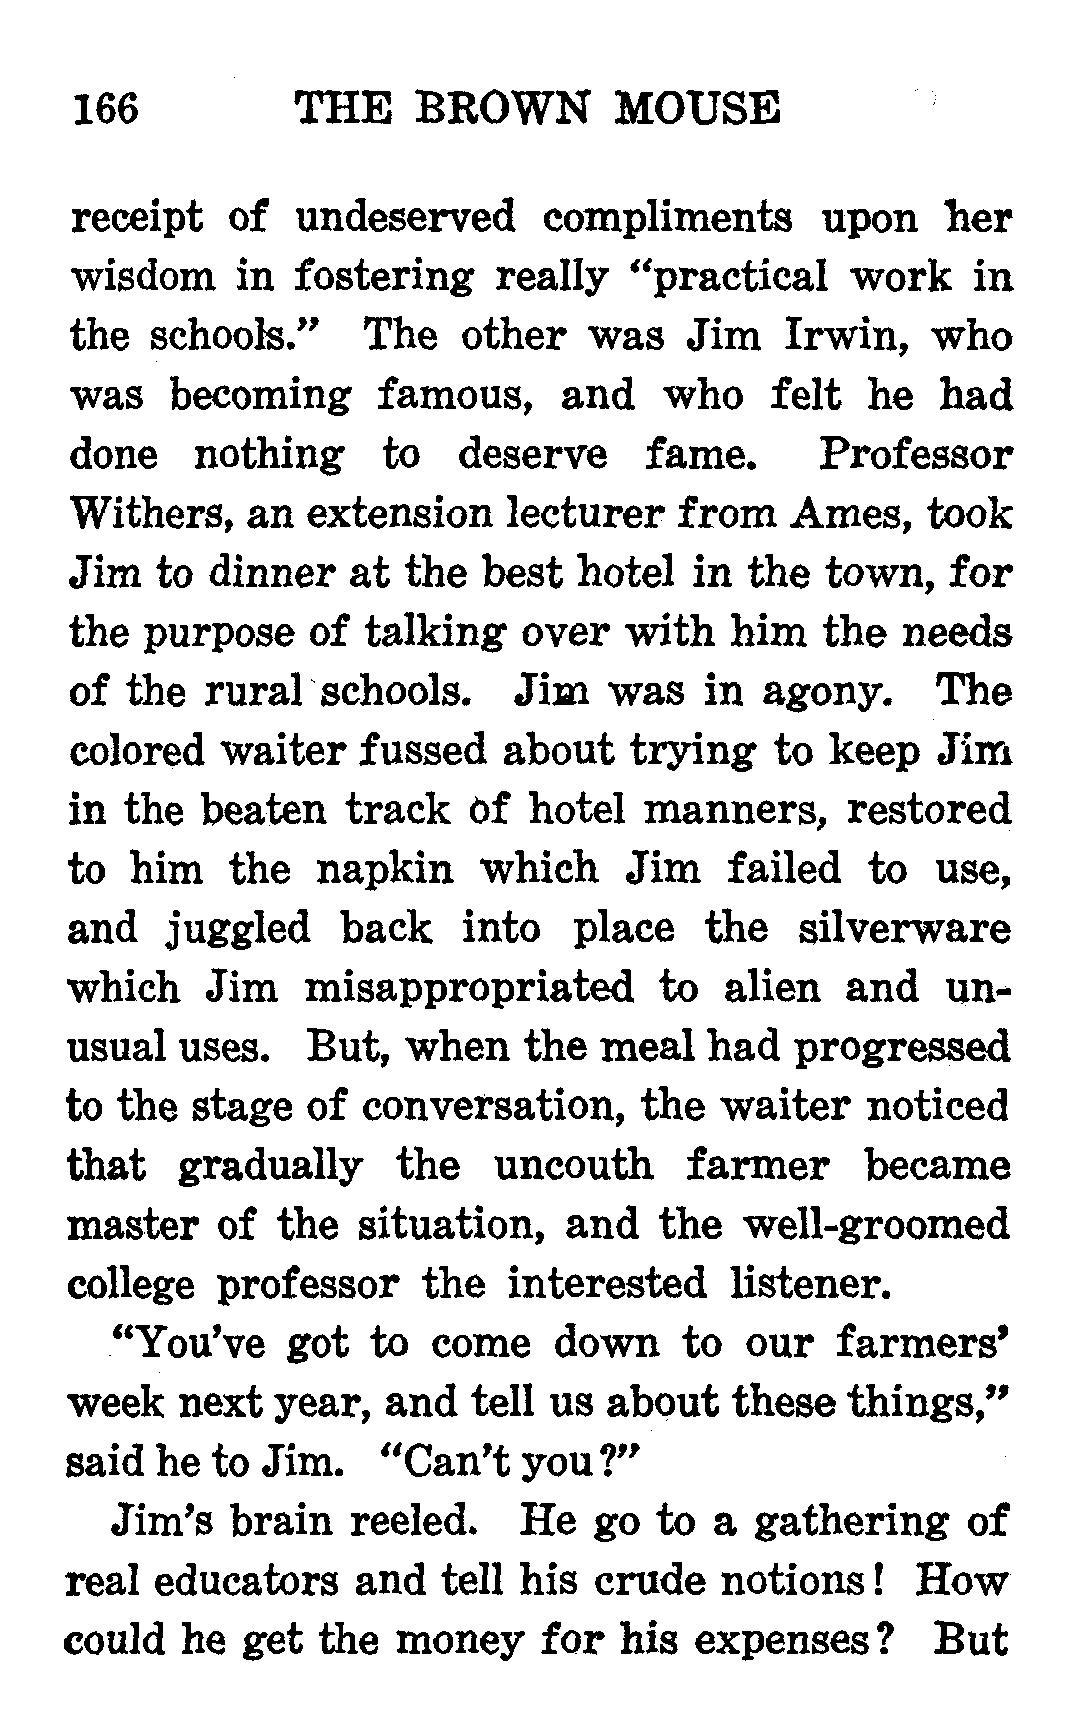 166 THE BROWN MOUSE
receipt of undeserved compliments upon her
wisdom in fostering really “practical work in
the schools.” The other was Jim Irwin, who
was becoming famous, and who felt he had
done nothing to deserve fame. Professor
Withers, an extension lecturer from Ames, took
Jim to dinner at the best hotel in the town, for
the purpose of talking over with him the needs
of the rural schools. Jim was in agony. The
colored waiter fussed about trying to keep Jim
in the beaten track of hotel manners, restored
to him the napkin which Jim failed to use,
and juggled back into place the silverware
which Jim misappropriated to alien and un-
usual uses. But, when the meal had progressed
to the stage of conversation, the waiter noticed
that gradually the uncouth farmer became
master of the situation, and the well-groomed
college professor the interested listener.
“You’ve got to come down to our farmers’
week next year, and tell us about these things,”
said he to Jim. “Can’t you?”
Jim’s brain reeled. He go to a gathering of
real educators and tell his crude notions! How
could he get the money for his expenses? But